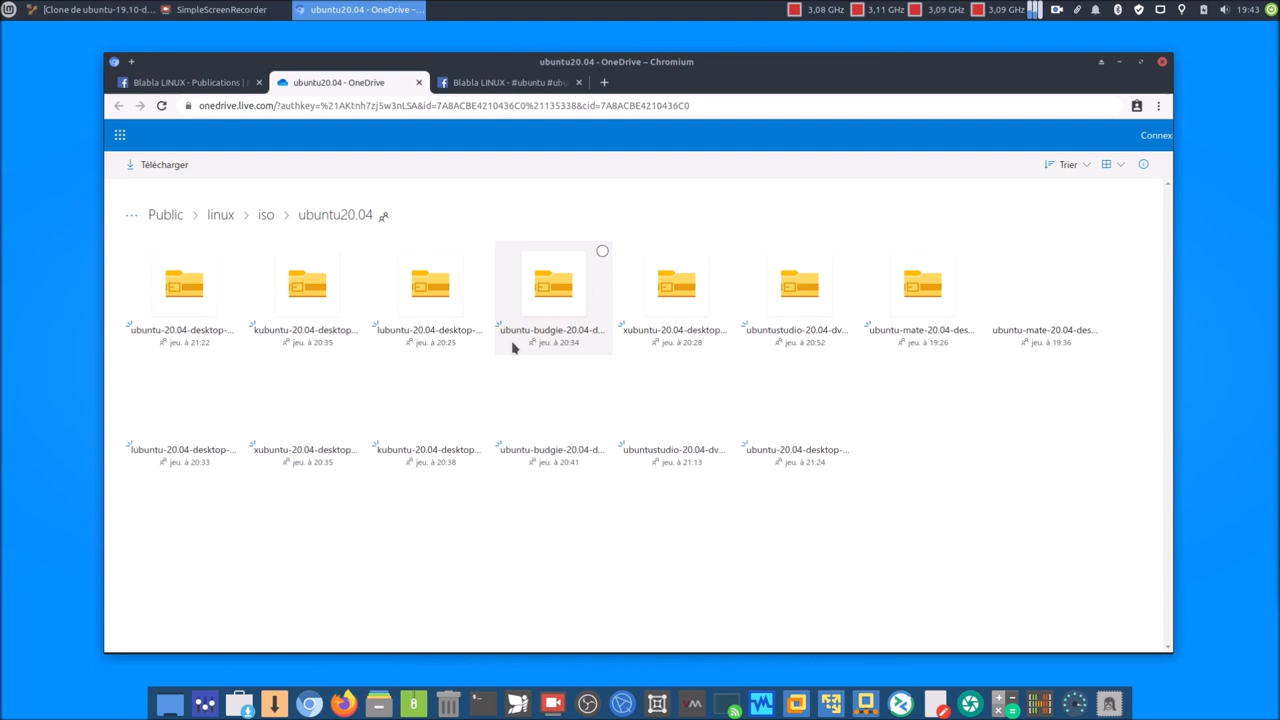 [Clone de ubuntu-19.10-d... SimpleScreenRecorder ubuntu20.04 - OneDrive –... 3,08 GHz 3,11 GHz 3,09 GHz 3,09 GHz 19:43
ubuntu20.04 - OneDrive – Chromium
Blabla LINUX - Publications | ubuntu20.04 - OneDrive Blabla LINUX - #ubuntu #ubu
onedrive.live.com/?authkey=%21AKtnh7zj5w3nLSA&id=7A8ACBE4210436C0%21135338&cid=7A8ACBE4210436C0
Connex
Télécharger Trier
... Public > linux > iso > ubuntu20.04
ubuntu-20.04-desktop-... kubuntu-20.04-desktop... lubuntu-20.04-desktop-... ubuntu-budgie-20.04-d... xubuntu-20.04-desktop... ubuntustudio-20.04-dv... ubuntu-mate-20.04-des... ubuntu-mate-20.04-des...
jeu. à 21:22 jeu. à 20:35 jeu. à 20:25 jeu. à 20:34 jeu. à 20:28 jeu. à 20:52 jeu. à 19:26 jeu. à 19:36
lubuntu-20.04-desktop-... xubuntu-20.04-desktop... kubuntu-20.04-desktop... ubuntu-budgie-20.04-d... ubuntustudio-20.04-dv... ubuntu-20.04-desktop-...
jeu. à 20:33 jeu. à 20:35 jeu. à 20:38 jeu. à 20:41 jeu. à 21:13 jeu. à 21:24